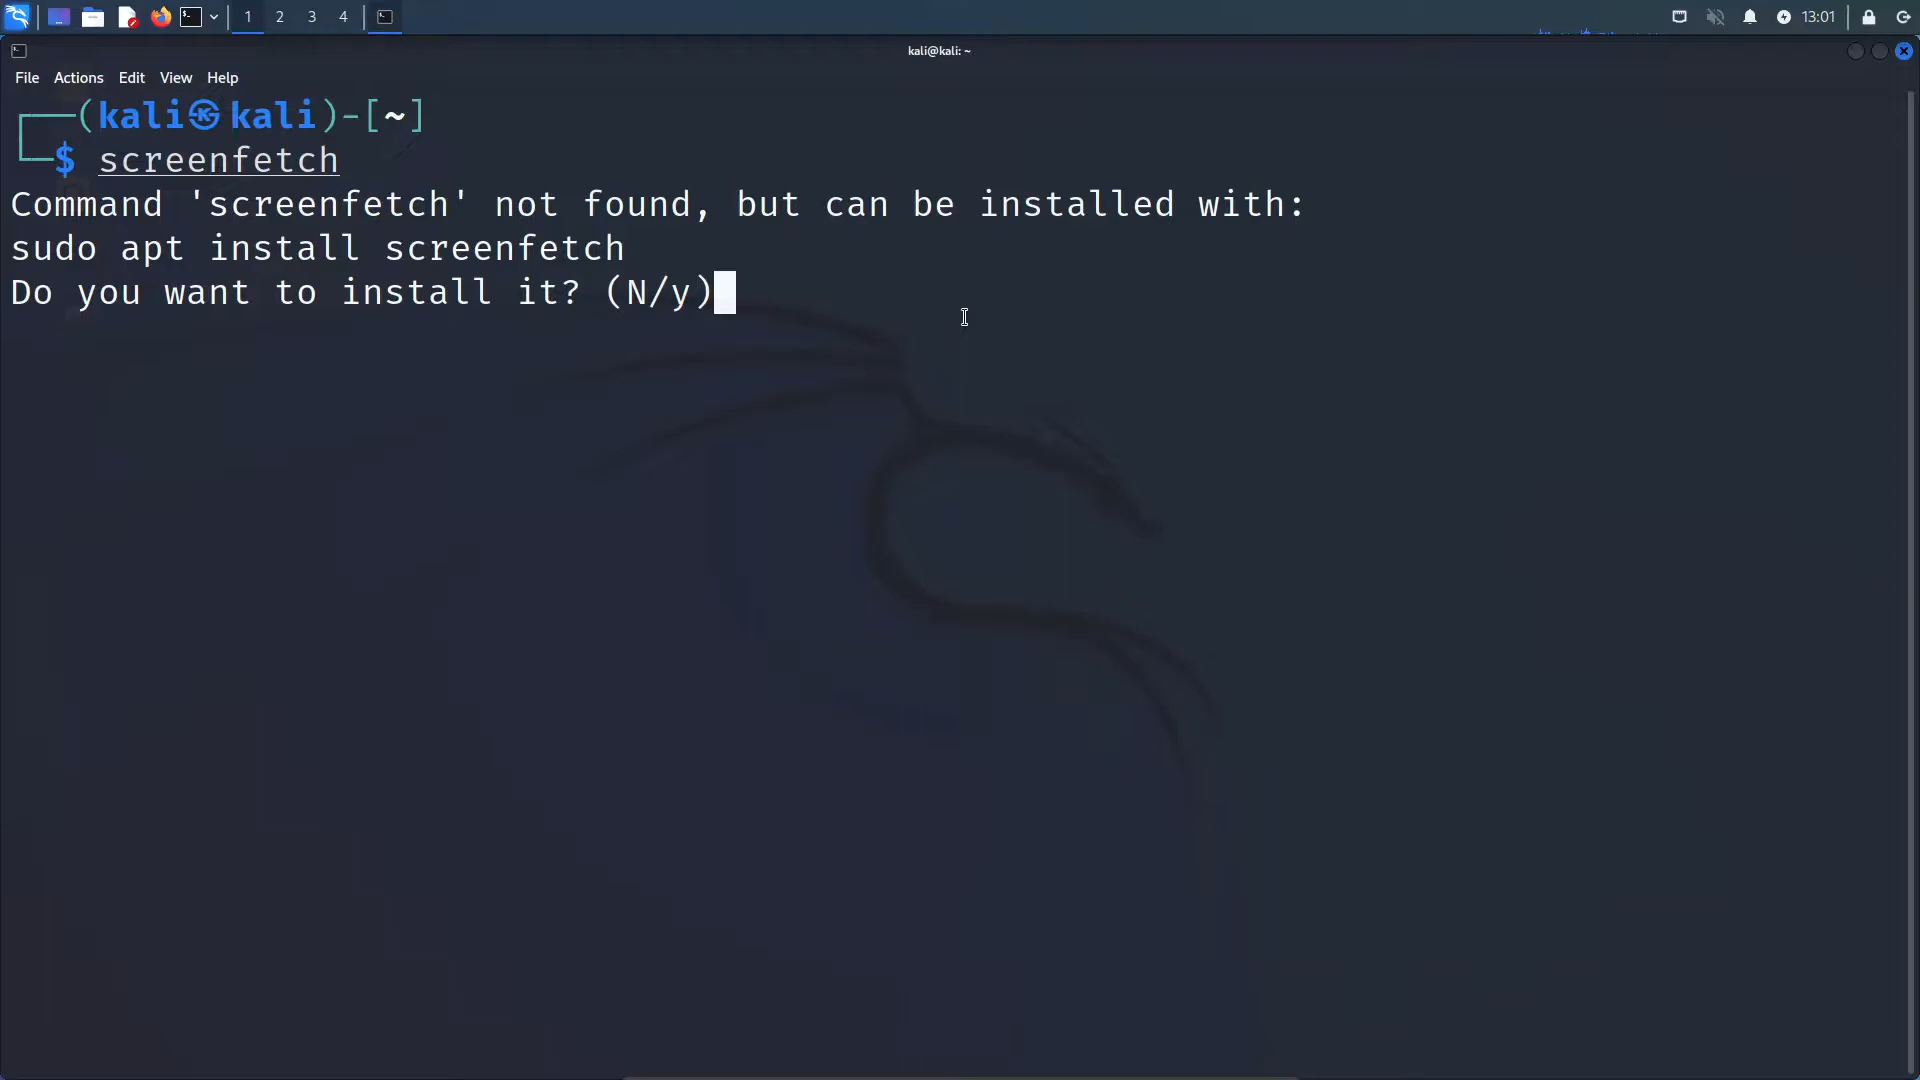 1 2 3 4 13:01
kali@kali: ~
File Actions Edit View Help
┌──(kali㉿kali)-[~]
└─$ screenfetch
Command 'screenfetch' not found, but can be installed with:
sudo apt install screenfetch
Do you want to install it? (N/y)